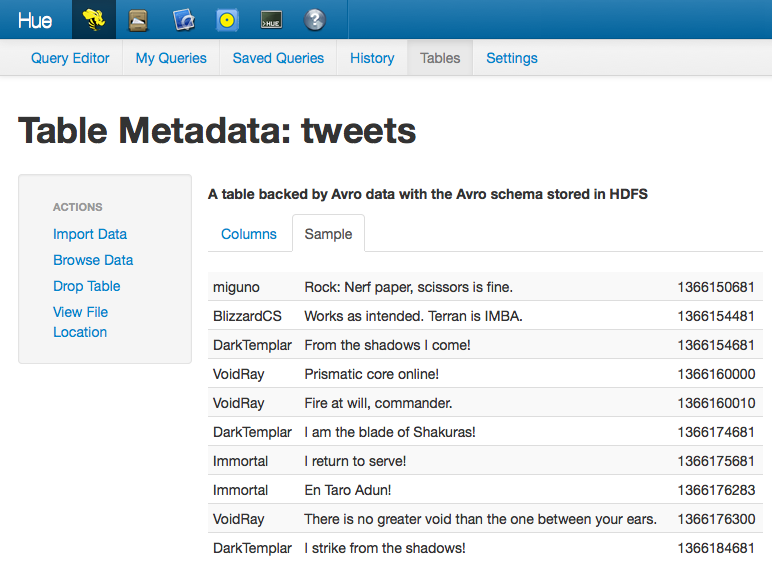 Hue >HUE ?
Query Editor My Queries Saved Queries History Tables Settings
Table Metadata: tweets
ACTIONS
Import Data
Browse Data
Drop Table
View File
Location
A table backed by Avro data with the Avro schema stored in HDFS
Columns Sample
miguno Rock: Nerf paper, scissors is fine. 1366150681
BlizzardCS Works as intended. Terran is IMBA. 1366154481
DarkTemplar From the shadows I come! 1366154681
VoidRay Prismatic core online! 1366160000
VoidRay Fire at will, commander. 1366160010
DarkTemplar I am the blade of Shakuras! 1366174681
Immortal I return to serve! 1366175681
Immortal En Taro Adun! 1366176283
VoidRay There is no greater void than the one between your ears. 1366176300
DarkTemplar I strike from the shadows! 1366184681